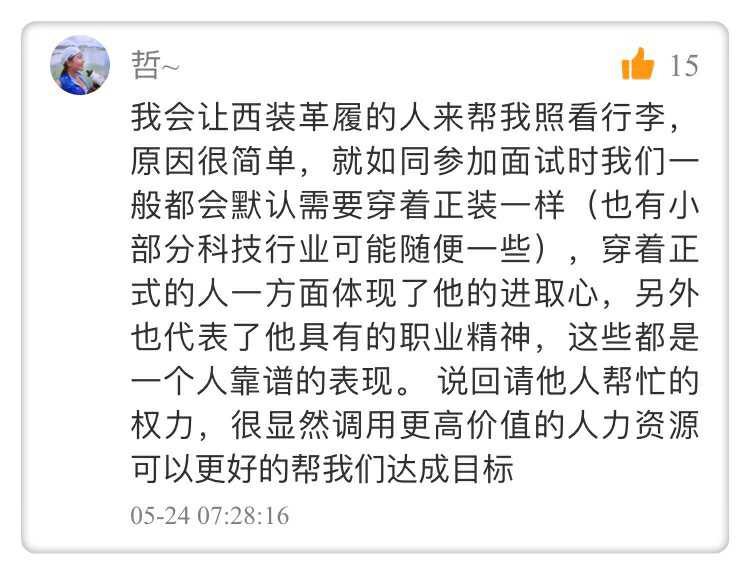 哲~
15
我会让西装革履的人来帮我照看行李，
原因很简单，就如同参加面试时我们一
般都会默认需要穿着正装一样（也有小
部分科技行业可能随便一些），穿着正
式的人一方面体现了他的进取心，另外
也代表了他具有的职业精神，这些都是
一个人靠谱的表现。 说回请他人帮忙的
权力，很显然调用更高价值的人力资源
可以更好的帮我们达成目标
05-24 07:28:16